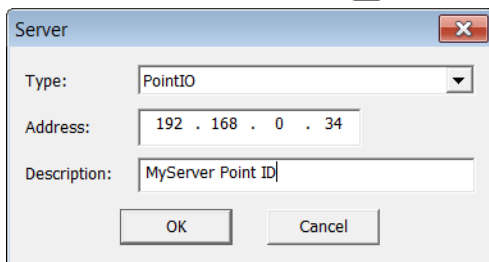 Server
Type: PointIO
Address: 192 . 168 . 0 . 34
Description: MyServer Point ID
OK Cancel